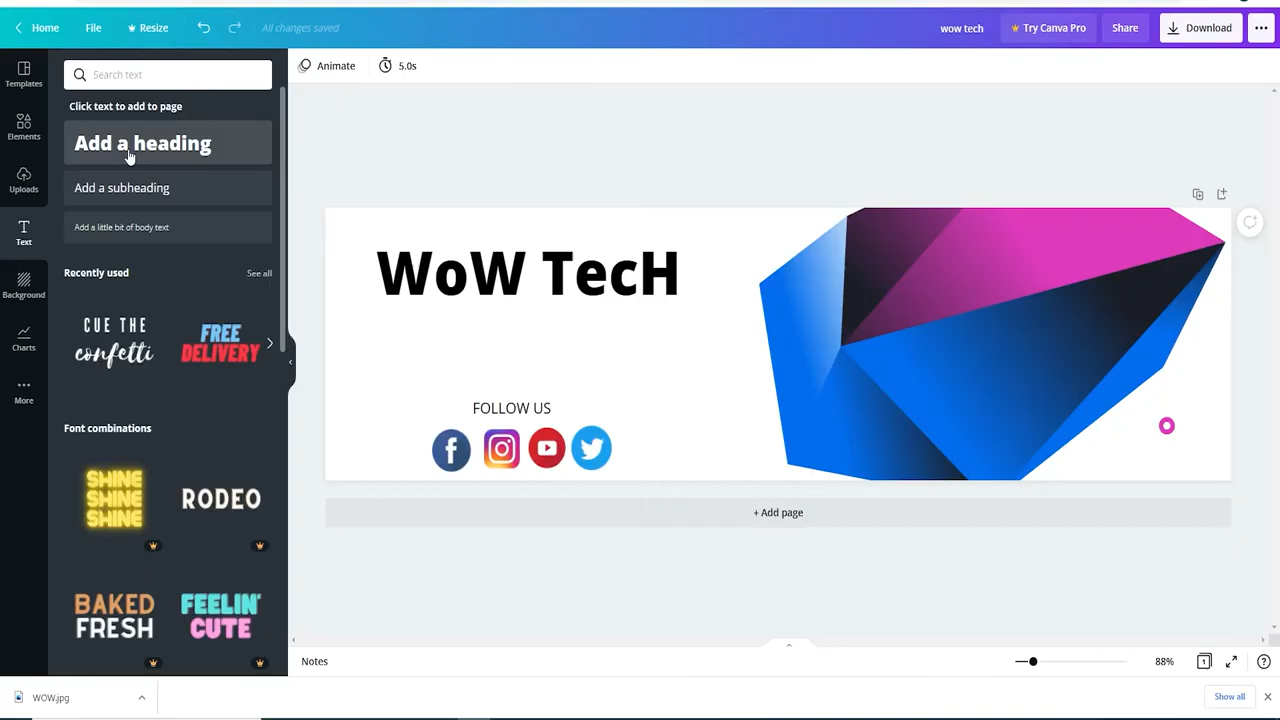 Home File Resize All changes saved wow tech Try Canva Pro Share Download
Animate 5.0s
Templates
Elements
Uploads
Text
Background
Charts
More
Search text
Click text to add to page
Add a heading
Add a subheading
Add a little bit of body text
Recently used See all
CUE THE
confetti
FREE
DELIVERY
Font combinations
SHINE
SHINE
SHINE
RODEO
BAKED
FRESH
FEELIN'
CUTE
WoW TecH
FOLLOW US
+ Add page
Notes 88% 1
WOW.jpg Show all